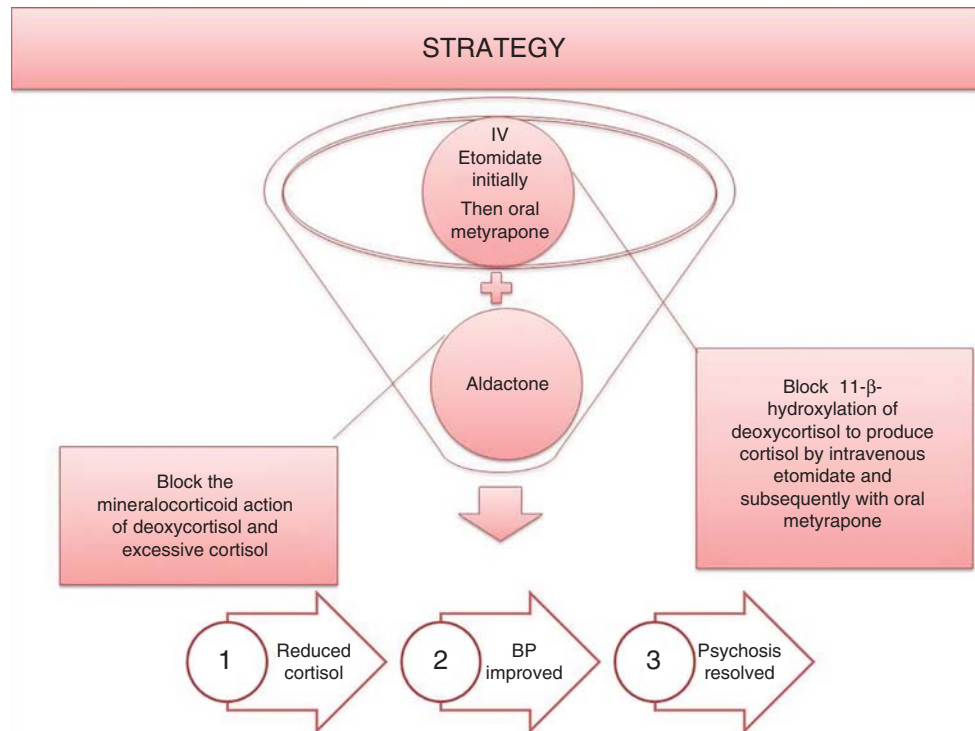 STRATEGY
IV
Etomidate
initially
Then oral
metyrapone
Aldactone
Block the
mineralocorticoid action
of deoxycortisol and
excessive cortisol
Block 11-β-
hydroxylation of
deoxycortisol to produce
cortisol by intravenous
etomidate and
subsequently with oral
metyrapone
1
Reduced
cortisol
2
BP
improved
3
Psychosis
resolved